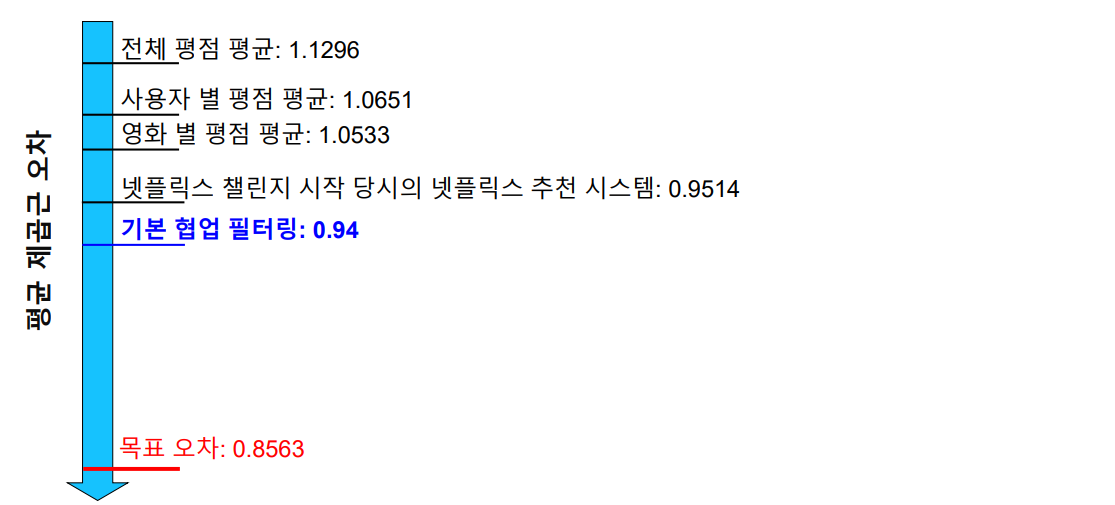 전체 평점 평균: 1.1296
사용자 별 평점 평균: 1.0651
영화 별 평점 평균: 1.0533
넷플릭스 챌린지 시작 당시의 넷플릭스 추천 시스템: 0.9514
기본 협업 필터링: 0.94
평균 제곱근 오차
목표 오차: 0.8563